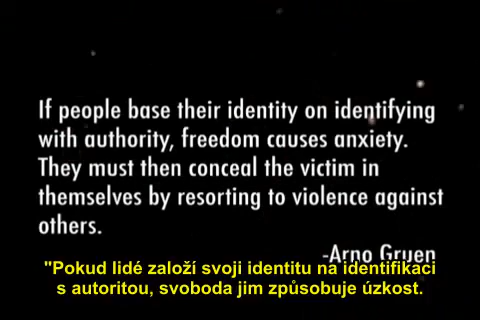 If people base their identity on identifying
with authority, freedom causes anxiety.
They must then conceal the victim in
themselves by resorting to violence against
others.
-Arno Gruen
"Pokud lidé založí svoji identitu na identifikaci
s autoritou, svoboda jim způsobuje úzkost.